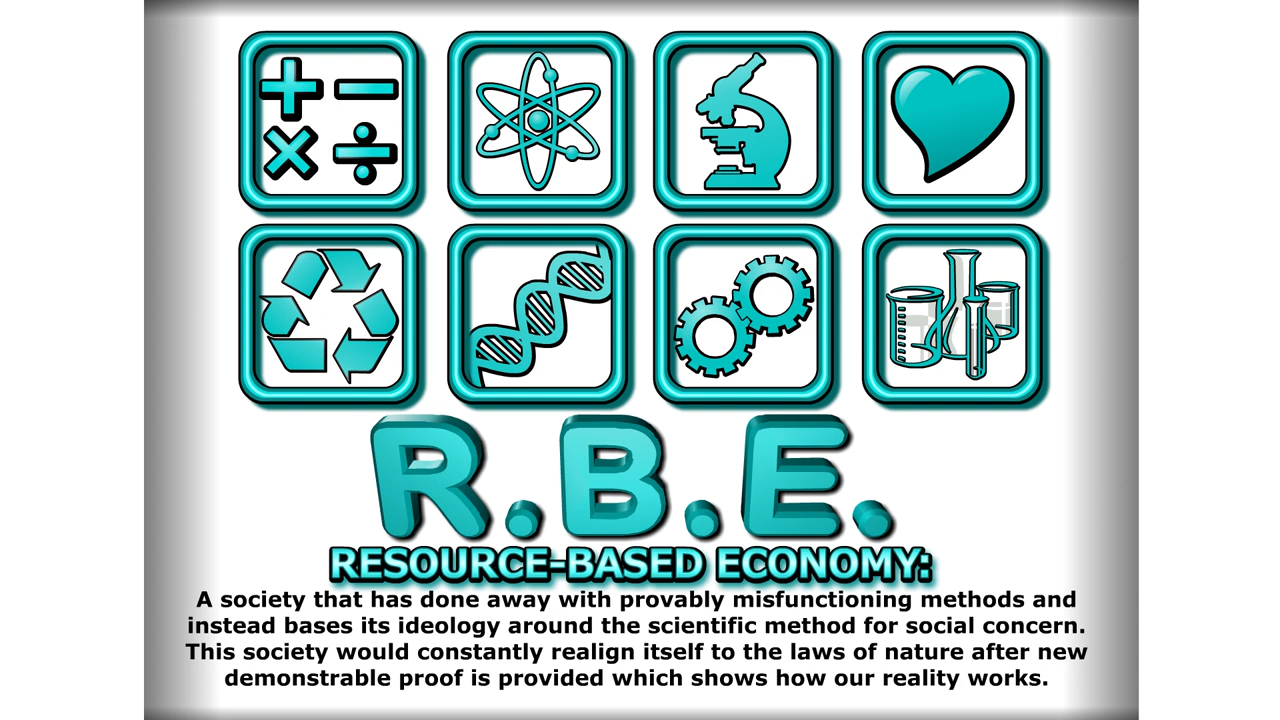 R.B.E.
RESOURCE-BASED ECONOMY:
A society that has done away with provably misfunctioning methods and
instead bases its ideology around the scientific method for social concern.
This society would constantly realign itself to the laws of nature after new
demonstrable proof is provided which shows how our reality works.